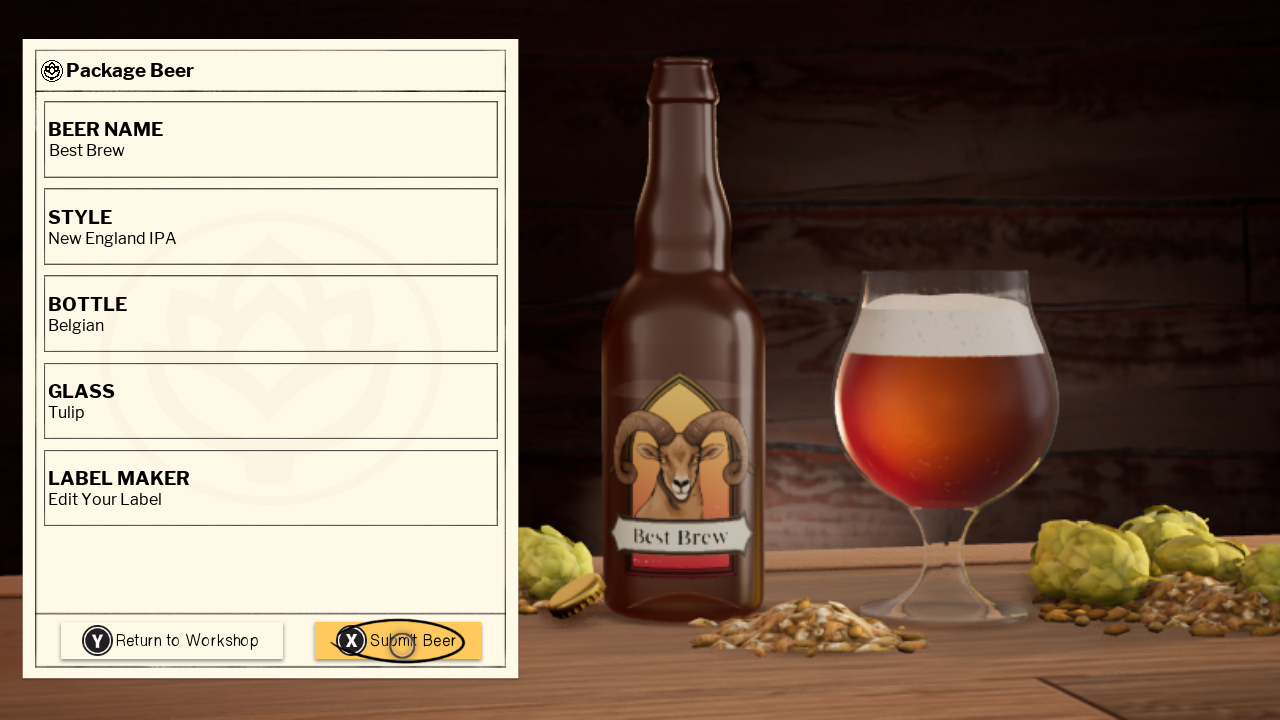 Package Beer
BEER NAME
Best Brew
STYLE
New England IPA
BOTTLE
Belgian
GLASS
Tulip
LABEL MAKER
Edit Your Label
Y Return to Workshop
X Submit Beer
Best Brew